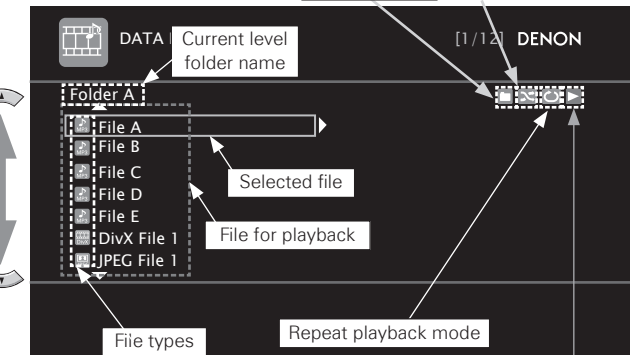 DATA
Current level
folder name
[1/12]
DENON
Folder A
File A
File B
File C
File D
File E
DivX File 1
JPEG File 1
Selected file
File for playback
File types
Repeat playback mode